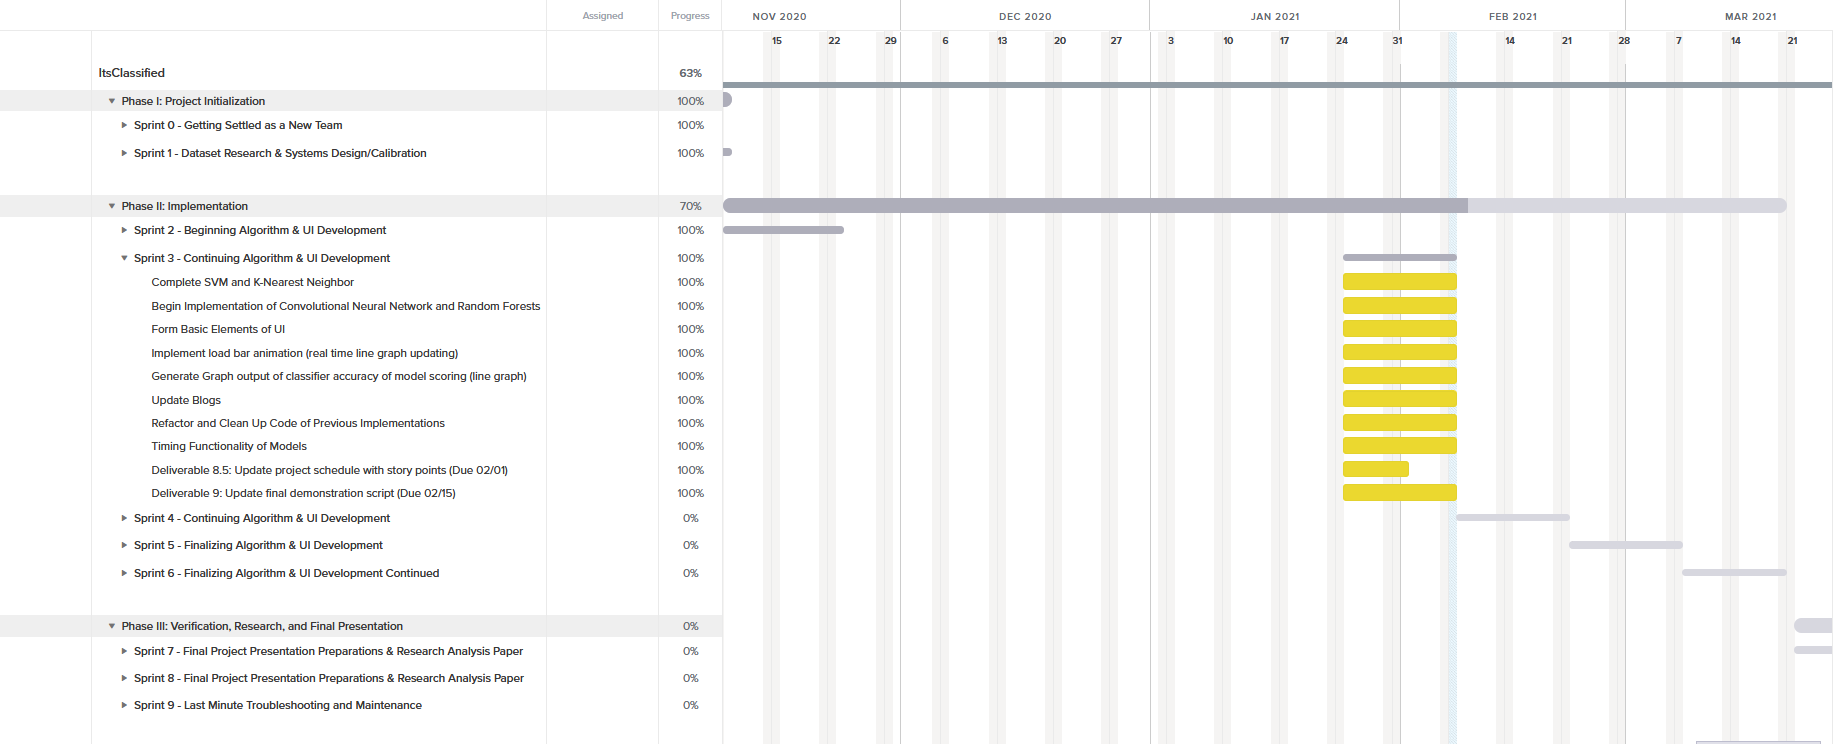 Assigned Progress NOV 2020 DEC 2020 JAN 2021 FEB 2021 MAR 2021
15 22 29 6 13 20 27 3 10 17 24 31 14 21 28 7 14 21
ItsClassified 63%
Phase I: Project Initialization 100%
Sprint 0 - Getting Settled as a New Team 100%
Sprint 1 - Dataset Research & Systems Design/Calibration 100%
Phase II: Implementation 70%
Sprint 2 - Beginning Algorithm & UI Development 100%
Sprint 3 - Continuing Algorithm & UI Development 100%
Complete SVM and K-Nearest Neighbor 100%
Begin Implementation of Convolutional Neural Network and Random Forests 100%
Form Basic Elements of UI 100%
Implement load bar animation (real time line graph updating) 100%
Generate Graph output of classifier accuracy of model scoring (line graph) 100%
Update Blogs 100%
Refactor and Clean Up Code of Previous Implementations 100%
Timing Functionality of Models 100%
Deliverable 8.5: Update project schedule with story points (Due 02/01) 100%
Deliverable 9: Update final demonstration script (Due 02/15) 100%
Sprint 4 - Continuing Algorithm & UI Development 0%
Sprint 5 - Finalizing Algorithm & UI Development 0%
Sprint 6 - Finalizing Algorithm & UI Development Continued 0%
Phase III: Verification, Research, and Final Presentation 0%
Sprint 7 - Final Project Presentation Preparations & Research Analysis Paper 0%
Sprint 8 - Final Project Presentation Preparations & Research Analysis Paper 0%
Sprint 9 - Last Minute Troubleshooting and Maintenance 0%